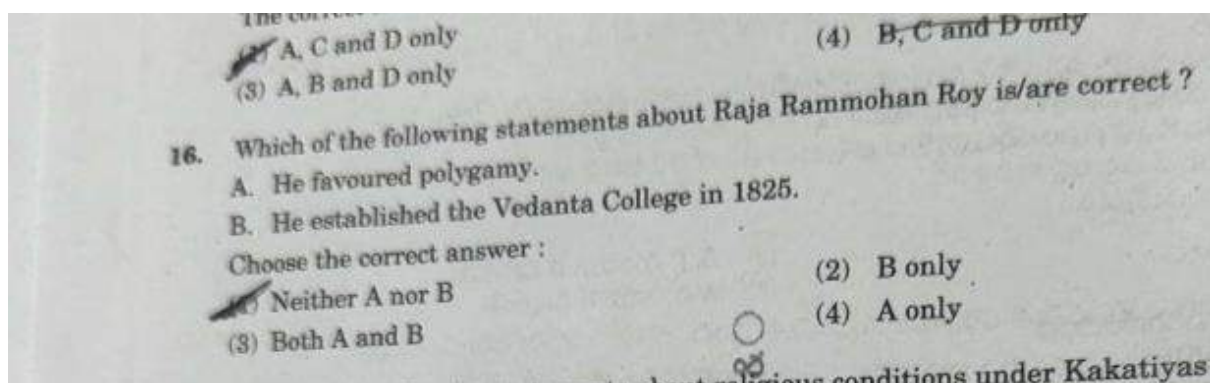 The
A, C and D only
(4) B, C and D only
(3) A, B and D only
16. Which of the following statements about Raja Rammohan Roy is/are correct ?
A. He favoured polygamy.
B. He established the Vedanta College in 1825.
Choose the correct answer :
Neither A nor B
(2) B only
(3) Both A and B
(4) A only
conditions under Kakatiyas